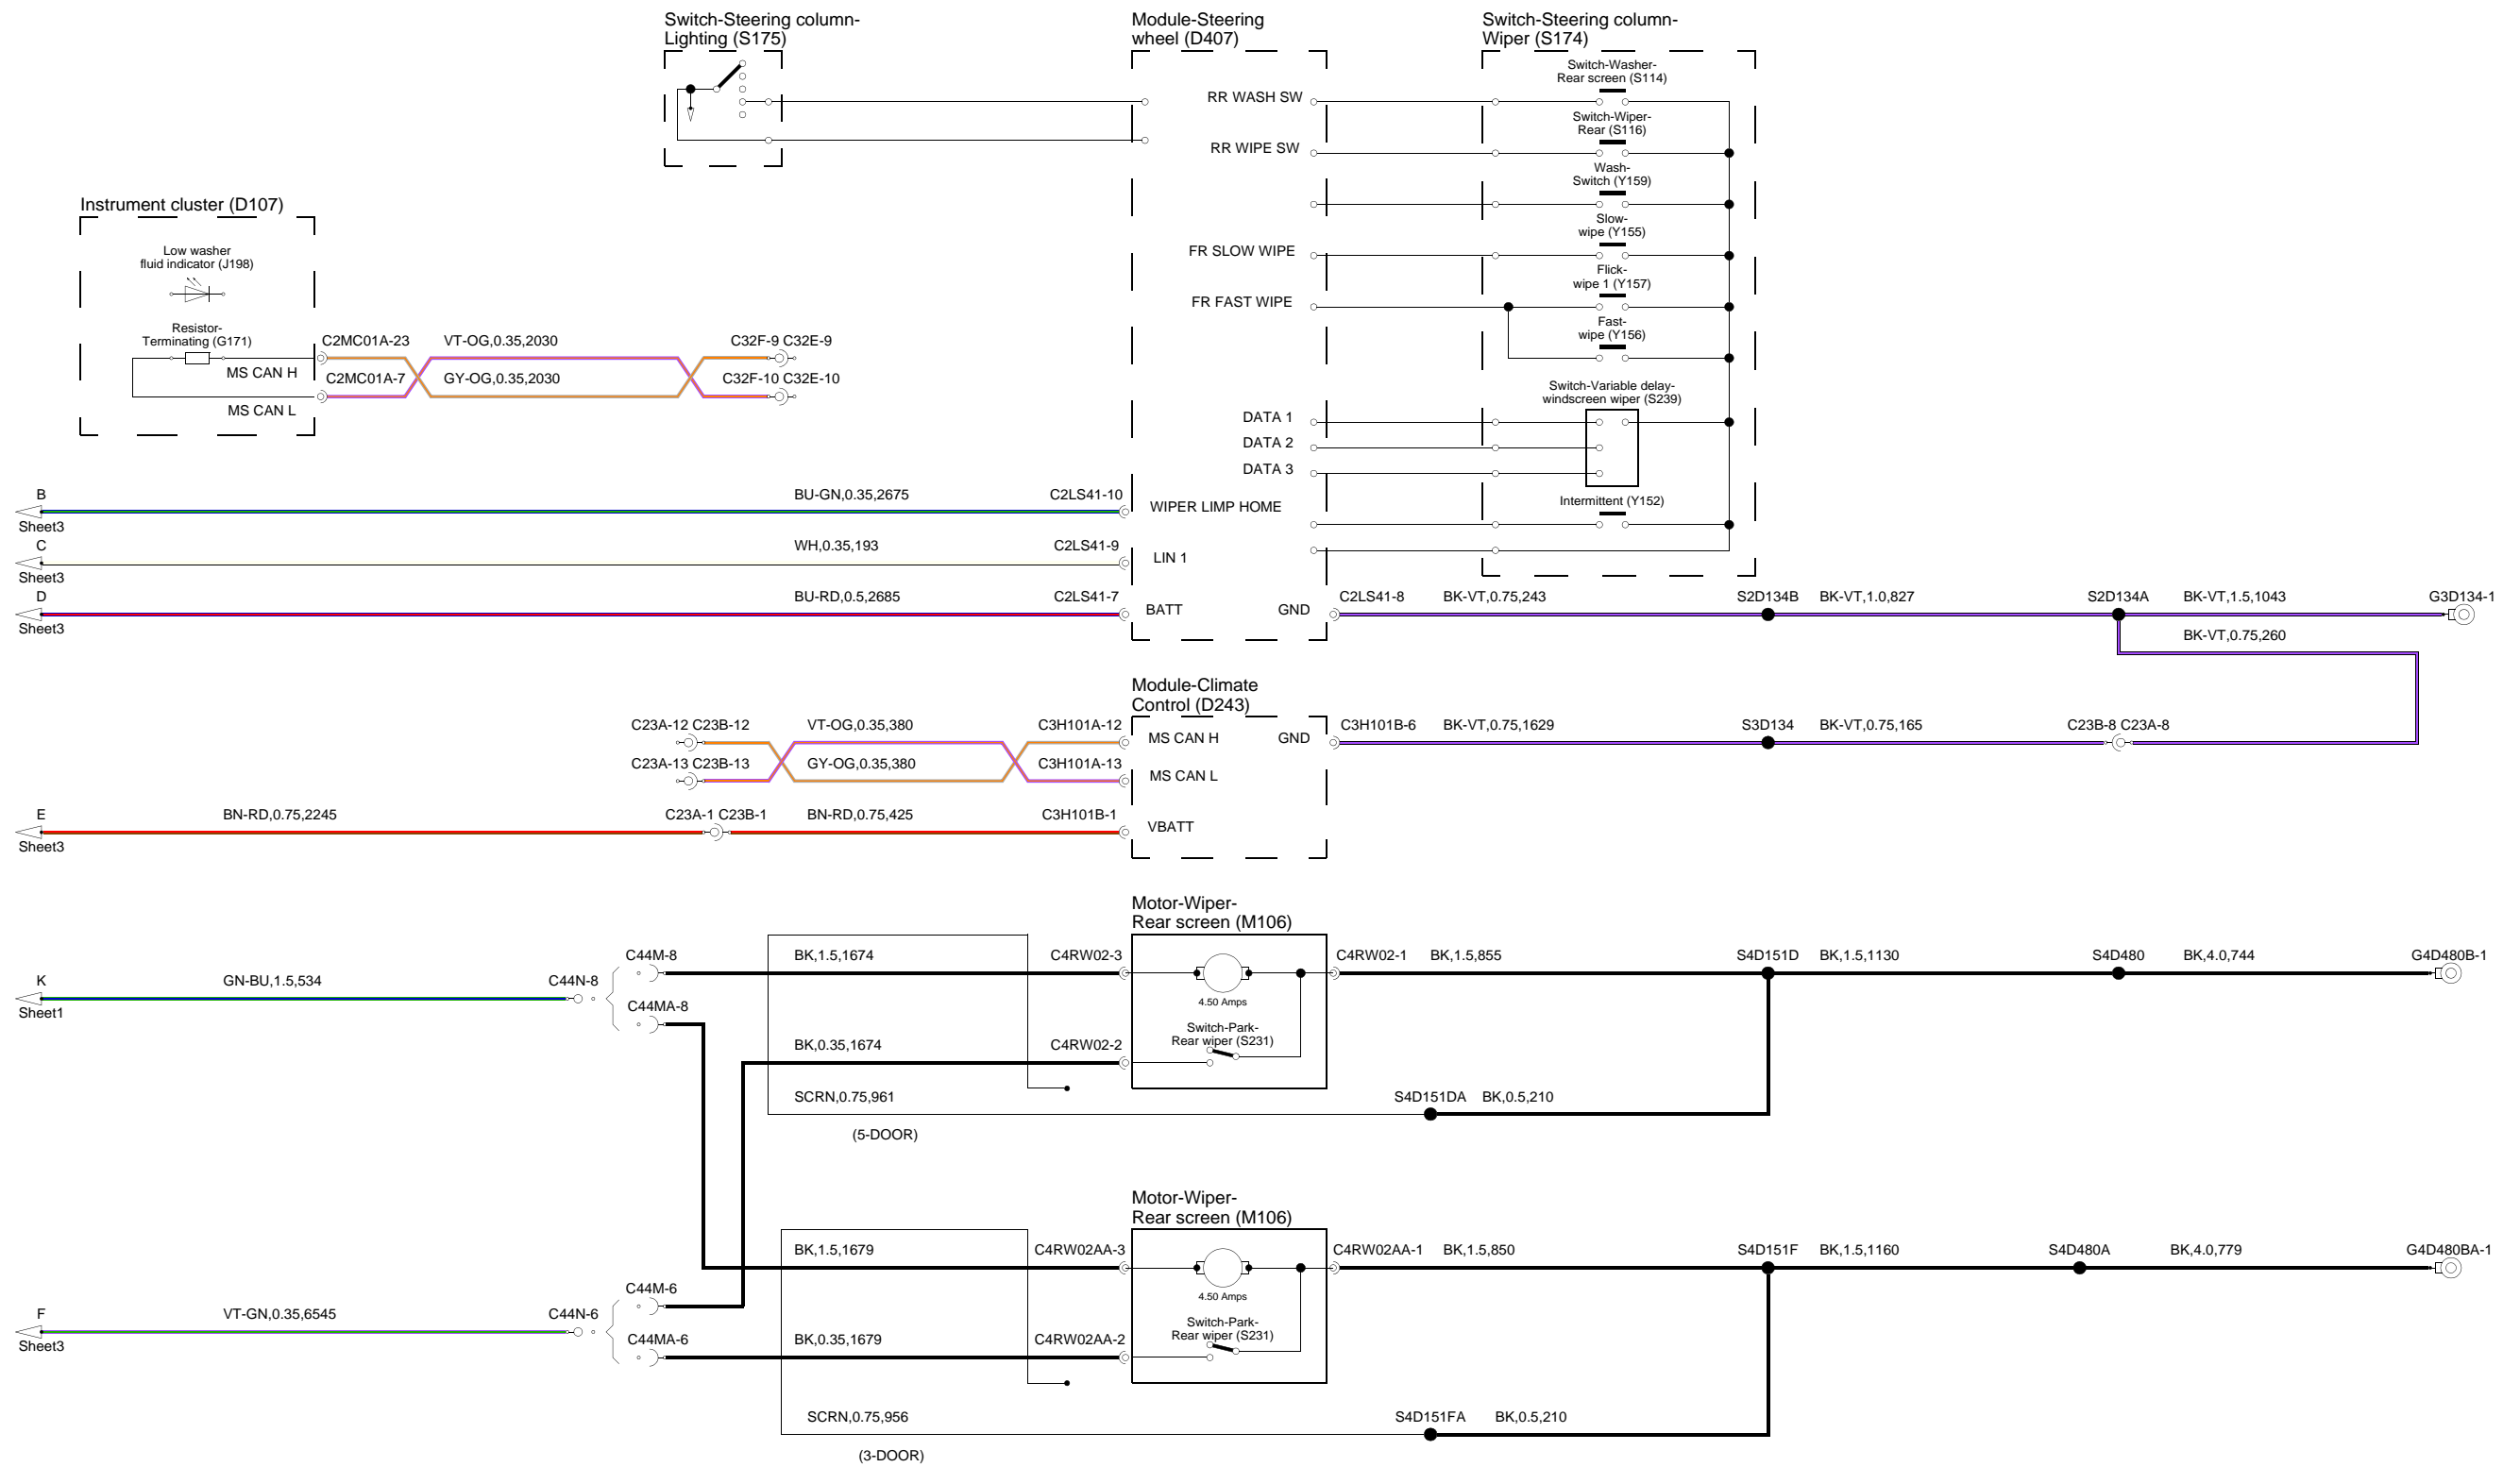 Switch-Steering column-
Lighting (S175)
Module-Steering
wheel (D407)
Switch-Steering column-
Wiper (S174)
Switch-Washer-
Rear screen (S114)
RR WASH SW
Switch-Wiper-
Rear (S116)
RR WIPE SW
Wash-
Switch (Y159)
Slow-
wipe (Y155)
FR SLOW WIPE
Flick-
wipe 1 (Y157)
FR FAST WIPE
Fast-
wipe (Y156)
Switch-Variable delay-
windscreen wiper (S239)
DATA 1
DATA 2
DATA 3
Intermittent (Y152)
Instrument cluster (D107)
Low washer
fluid indicator (J198)
Resistor-
Terminating (G171)
MS CAN H
MS CAN L
C2MC01A-23 VT-OG,0.35,2030 C32F-9 C32E-9
C2MC01A-7 GY-OG,0.35,2030 C32F-10 C32E-10
B BU-GN,0.35,2675 C2LS41-10 WIPER LIMP HOME
Sheet3
C WH,0.35,193 C2LS41-9 LIN 1
Sheet3
D BU-RD,0.5,2685 C2LS41-7 BATT GND C2LS41-8 BK-VT,0.75,243 S2D134B BK-VT,1.0,827 S2D134A BK-VT,1.5,1043 G3D134-1
Sheet3
BK-VT,0.75,260
Module-Climate
Control (D243)
C23A-12 C23B-12 VT-OG,0.35,380 C3H101A-12 MS CAN H GND C3H101B-6 BK-VT,0.75,1629 S3D134 BK-VT,0.75,165 C23B-8 C23A-8
C23A-13 C23B-13 GY-OG,0.35,380 C3H101A-13 MS CAN L
E BN-RD,0.75,2245 C23A-1 C23B-1 BN-RD,0.75,425 C3H101B-1 VBATT
Sheet3
Motor-Wiper-
Rear screen (M106)
C44M-8 BK,1.5,1674 C4RW02-3 C4RW02-1 BK,1.5,855 S4D151D BK,1.5,1130 S4D480 BK,4.0,744 G4D480B-1
K GN-BU,1.5,534 C44N-8
Sheet1
C44MA-8
4.50 Amps
Switch-Park-
Rear wiper (S231)
BK,0.35,1674 C4RW02-2
SCRN,0.75,961 S4D151DA BK,0.5,210
(5-DOOR)
Motor-Wiper-
Rear screen (M106)
BK,1.5,1679 C4RW02AA-3 C4RW02AA-1 BK,1.5,850 S4D151F BK,1.5,1160 S4D480A BK,4.0,779 G4D480BA-1
C44M-6
4.50 Amps
F VT-GN,0.35,6545 C44N-6
Sheet3
Switch-Park-
Rear wiper (S231)
C44MA-6 BK,0.35,1679 C4RW02AA-2
SCRN,0.75,956 S4D151FA BK,0.5,210
(3-DOOR)